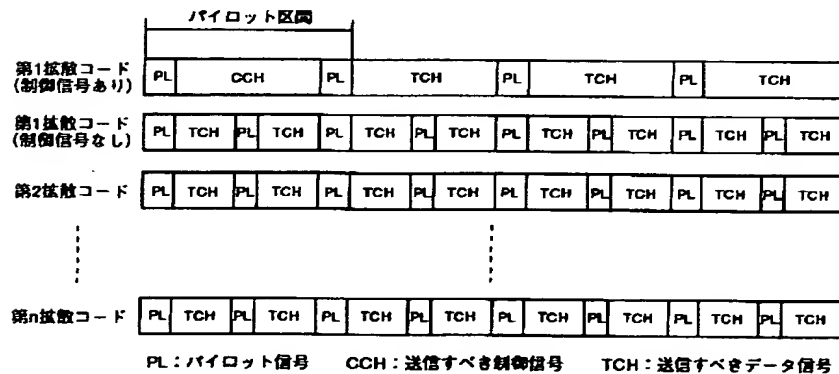 パイロット区間
第1拡散コード
(制御信号あり)
PL CCH PL TCH PL TCH PL TCH
第1拡散コード
(制御信号なし)
PL TCH PL TCH PL TCH PL TCH PL TCH PL TCH PL TCH PL TCH
第2拡散コード
PL TCH PL TCH PL TCH PL TCH PL TCH PL TCH PL TCH PL TCH
第n拡散コード
PL TCH PL TCH PL TCH PL TCH PL TCH PL TCH PL TCH PL TCH
PL:パイロット信号 CCH:送信すべき制御信号 TCH:送信すべきデータ信号